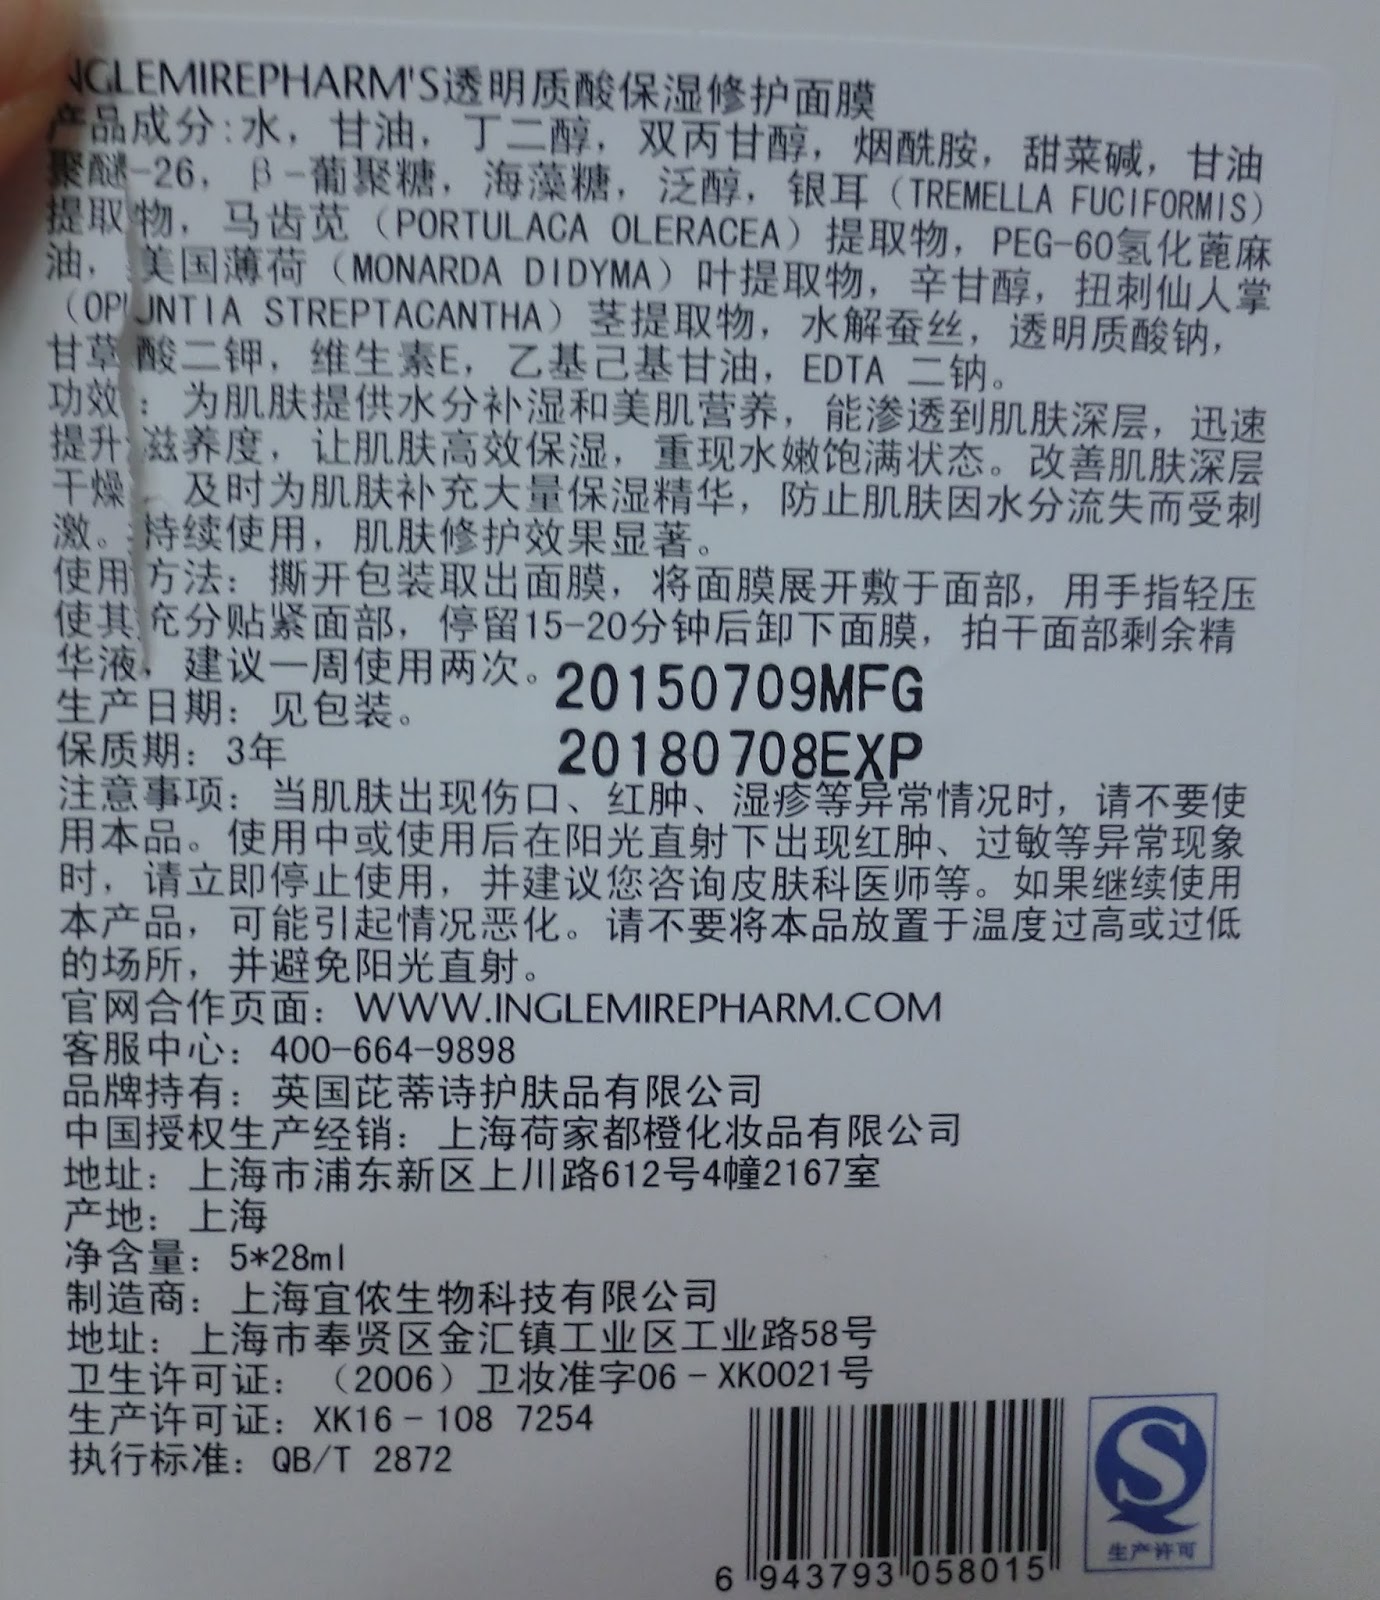 NGLEMIREPHARM'S透明质酸保湿修护面膜
产品成分:水，甘油，丁二醇，双丙甘醇，烟酰胺，甜菜碱，甘油
聚醚-26，β-葡聚糖，海藻糖，泛醇，银耳（TREMELLA FUCIFORMIS）
提取物，马齿苋（PORTULACA OLERACEA）提取物，PEG-60氢化蓖麻
油，美国薄荷（MONARDA DIDYMA）叶提取物，辛甘醇，扭刺仙人掌
（OPUNTIA STREPTACANTHA）茎提取物，水解蚕丝，透明质酸钠，
甘草酸二钾，维生素E，乙基己基甘油，EDTA 二钠。
功效：为肌肤提供水分补湿和美肌营养，能渗透到肌肤深层，迅速
提升滋养度，让肌肤高效保湿，重现水嫩饱满状态。改善肌肤深层
干燥，及时为肌肤补充大量保湿精华，防止肌肤因水分流失而受刺
激。持续使用，肌肤修护效果显著。
使用方法：撕开包装取出面膜，将面膜展开敷于面部，用手指轻压
使其充分贴紧面部，停留15-20分钟后卸下面膜，拍干面部剩余精
华液，建议一周使用两次。
20150709MFG
生产日期：见包装。
保质期：3年
20180708EXP
注意事项：当肌肤出现伤口、红肿、湿疹等异常情况时，请不要使
用本品。使用中或使用后在阳光直射下出现红肿、过敏等异常现象
时，请立即停止使用，并建议您咨询皮肤科医师等。如果继续使用
本产品，可能引起情况恶化。请不要将本品放置于温度过高或过低
的场所，并避免阳光直射。
官网合作页面：WWW.INGLEMIREPHARM.COM
客服中心：400-664-9898
品牌持有：英国芘蒂诗护肤品有限公司
中国授权生产经销：上海荷家都橙化妆品有限公司
地址：上海市浦东新区上川路612号4幢2167室
产地：上海
净含量：5*28ml
制造商：上海宜侬生物科技有限公司
地址：上海市奉贤区金汇镇工业区工业路58号
卫生许可证：（2006）卫妆准字06-XK0021号
生产许可证：XK16-108 7254
执行标准：QB/T 2872
6 943793 058015
生产许可